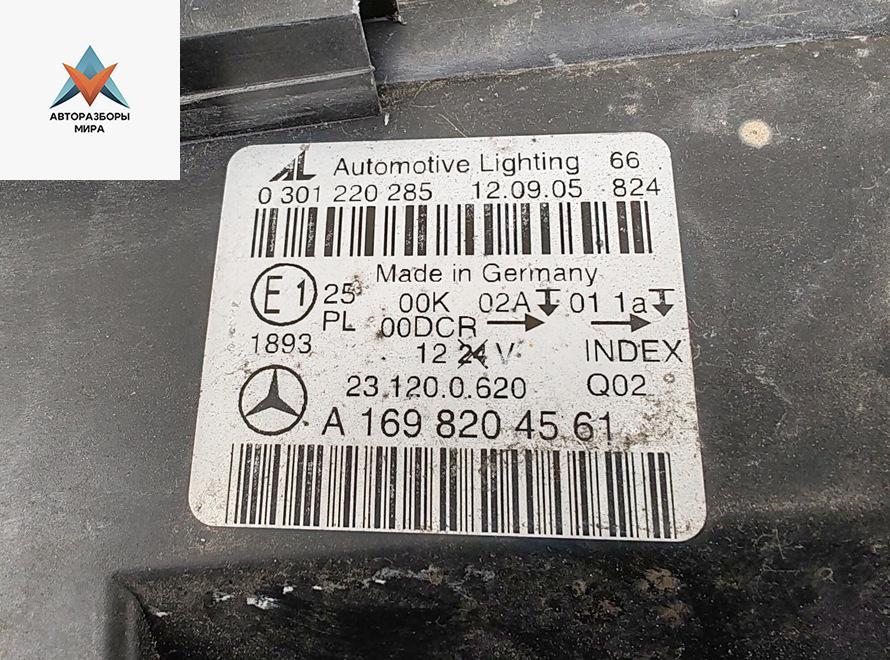 АВТОРАЗБОРЫ
МИРА
AL Automotive Lighting 66
0 301 220 285 12.09.05 824
Made in Germany
E1 25 00K 02A 01 1a
PL 00DCR
1893 12 24 V INDEX
23.120.0.620 Q02
A 169 820 45 61